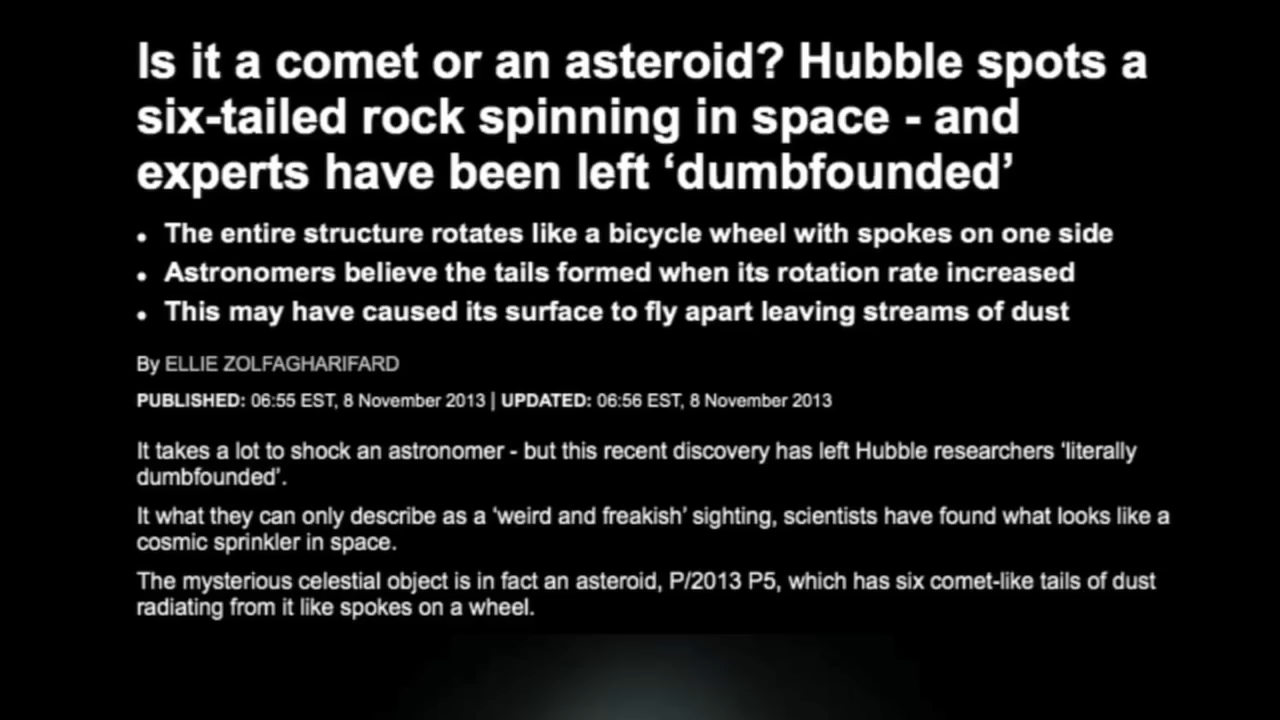 Is it a comet or an asteroid? Hubble spots a
six-tailed rock spinning in space - and
experts have been left ‘dumbfounded’
• The entire structure rotates like a bicycle wheel with spokes on one side
• Astronomers believe the tails formed when its rotation rate increased
• This may have caused its surface to fly apart leaving streams of dust
By ELLIE ZOLFAGHARIFARD
PUBLISHED: 06:55 EST, 8 November 2013 | UPDATED: 06:56 EST, 8 November 2013
It takes a lot to shock an astronomer - but this recent discovery has left Hubble researchers ‘literally
dumbfounded’.
It what they can only describe as a ‘weird and freakish’ sighting, scientists have found what looks like a
cosmic sprinkler in space.
The mysterious celestial object is in fact an asteroid, P/2013 P5, which has six comet-like tails of dust
radiating from it like spokes on a wheel.